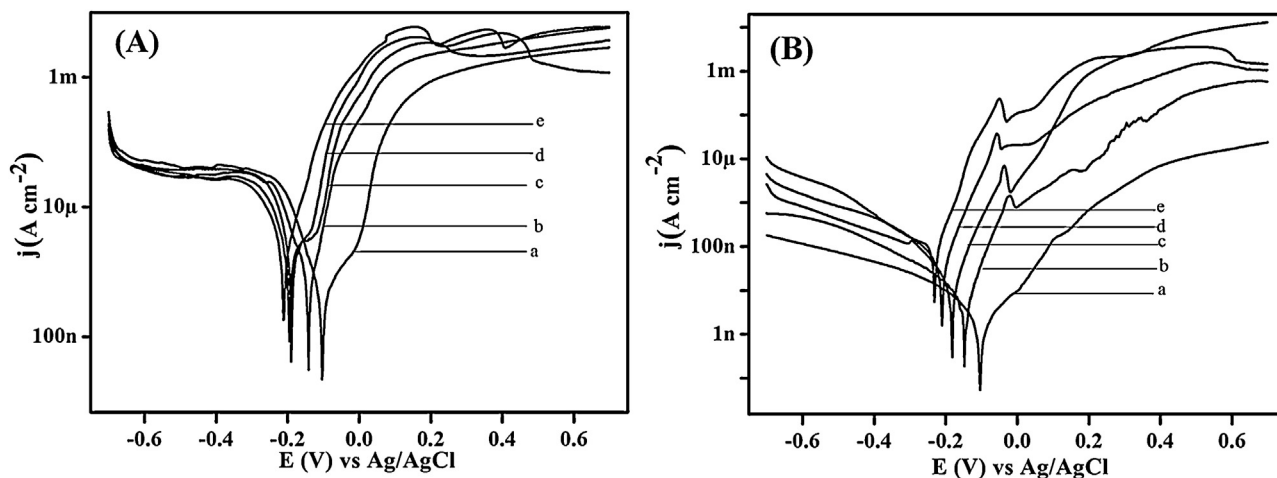 (A)
1m
10µ
100n
j(A cm⁻²)
e
d
c
b
a
-0.6 -0.4 -0.2 0.0 0.2 0.4 0.6
E (V) vs Ag/AgCl
(B)
1m
10µ
100n
1n
j(A cm⁻²)
e
d
c
b
a
-0.6 -0.4 -0.2 0.0 0.2 0.4 0.6
E (V) vs Ag/AgCl